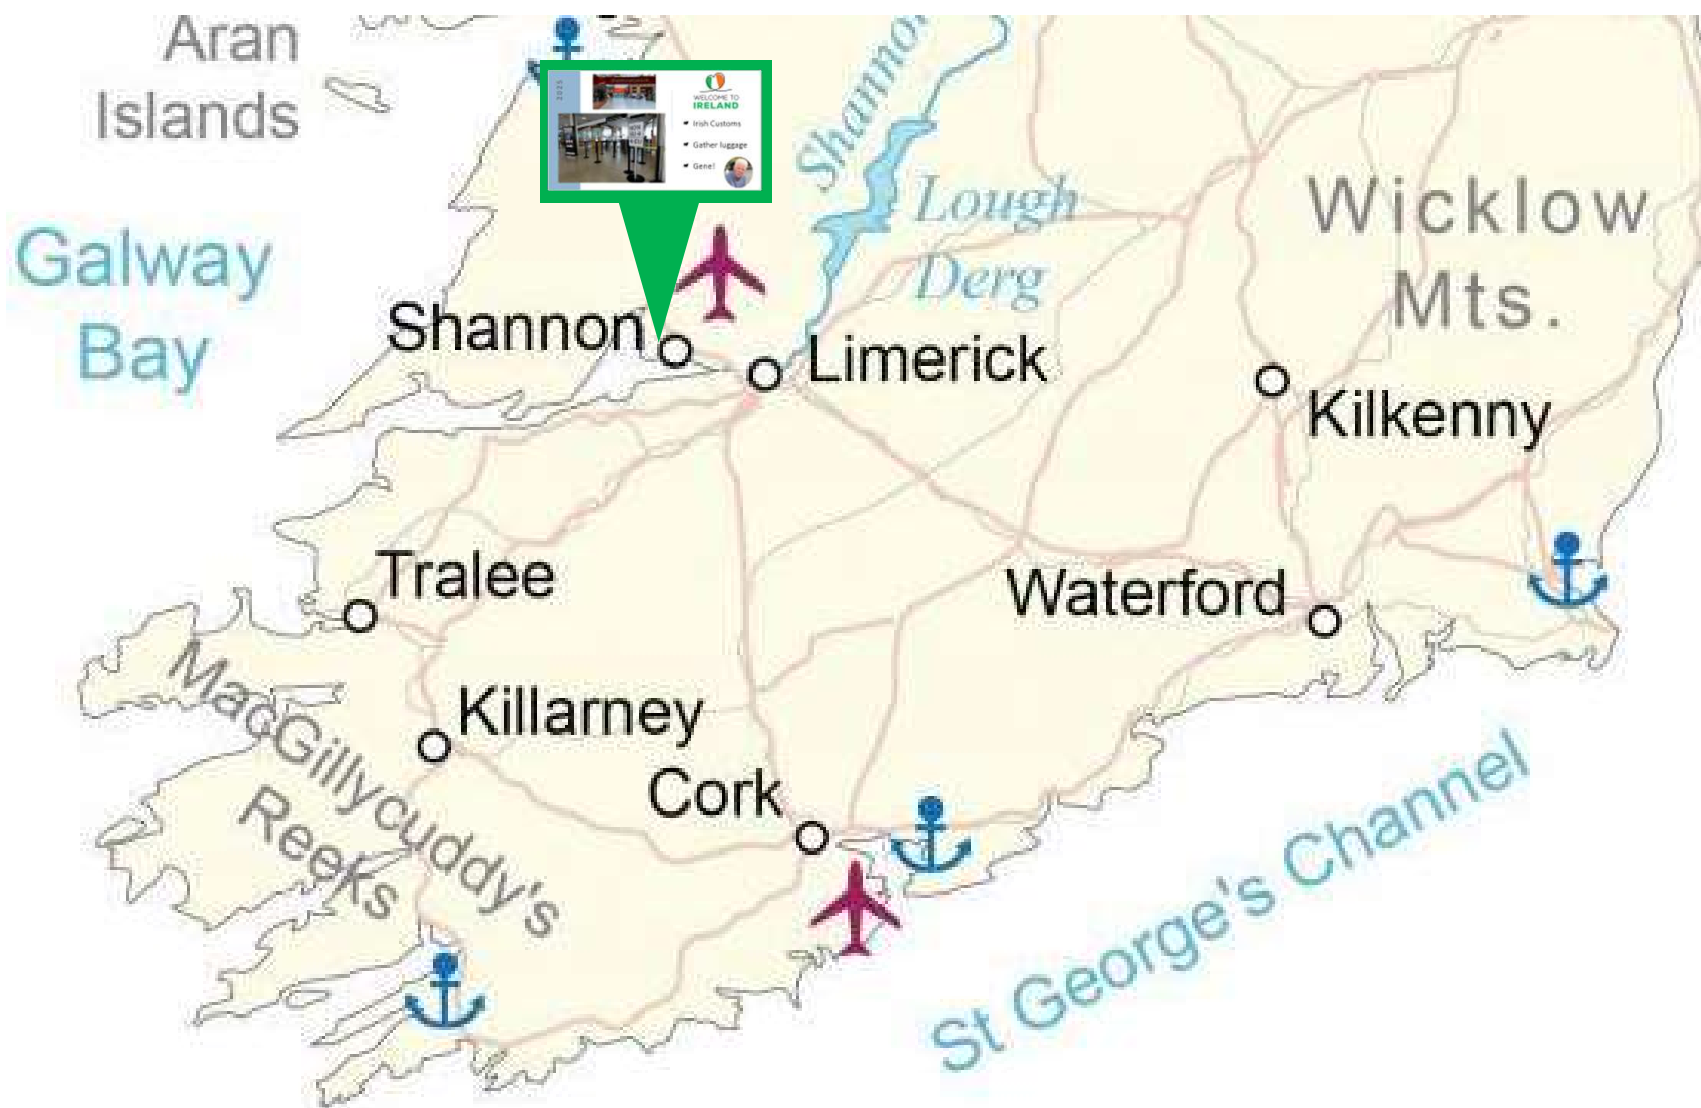 Aran
Islands
Galway
Bay
2025
WELCOME TO
IRELAND
Irish Customs
Gather luggage
Gene!
Shannon
Lough
Derg
Wicklow
Mts.
Shannon
Limerick
Kilkenny
Tralee
Waterford
MacGillycuddy's
Reeks
Killarney
Cork
St George's Channel